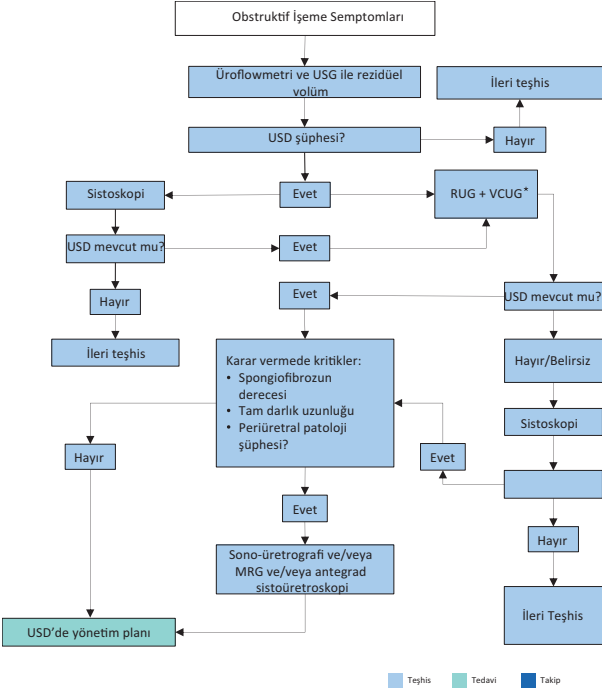 Obstruktif İşeme Semptomları
Üroflowmetri ve USG ile rezidüel
volüm
İleri teşhis
USD şüphesi?
Hayır
Sistoskopi
Evet
RUG + VCUG*
USD mevcut mu?
Evet
Hayır
Evet
USD mevcut mu?
İleri teşhis
Karar vermede kritikler:
• Spongiofibrozun
derecesi
• Tam darlık uzunluğu
• Periüretral patoloji
şüphesi?
Hayır/Belirsiz
Sistoskopi
Hayır
Evet
Evet
Hayır
Sono-üretrografi ve/veya
MRG ve/veya antegrad
sistoüretroskopi
İleri Teşhis
USD’de yönetim planı
Teşhis
Tedavi
Takip